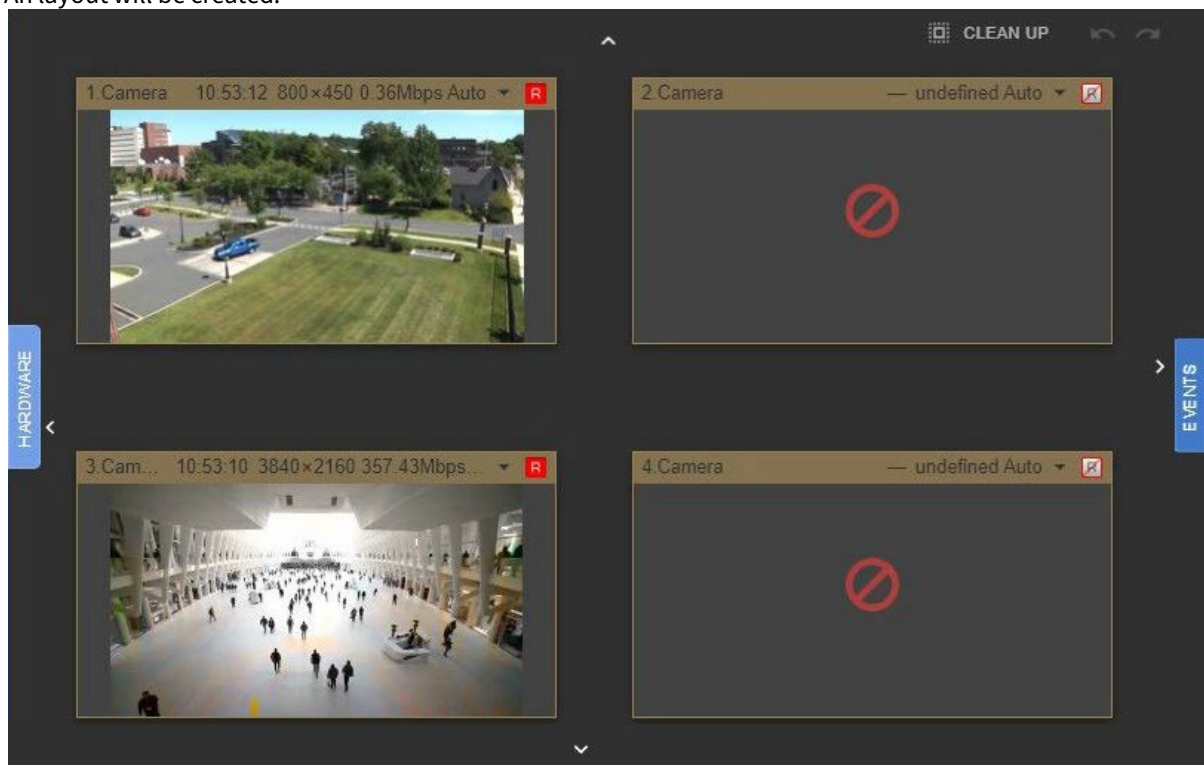 An layout will be created.
CLEAN UP
1.Camera 10:53:12 800×450 0.36Mbps Auto R
2.Camera — undefined Auto R
HARDWARE
EVENTS
3.Cam... 10:53:10 3840×2160 357.43Mbps... R
4.Camera — undefined Auto R